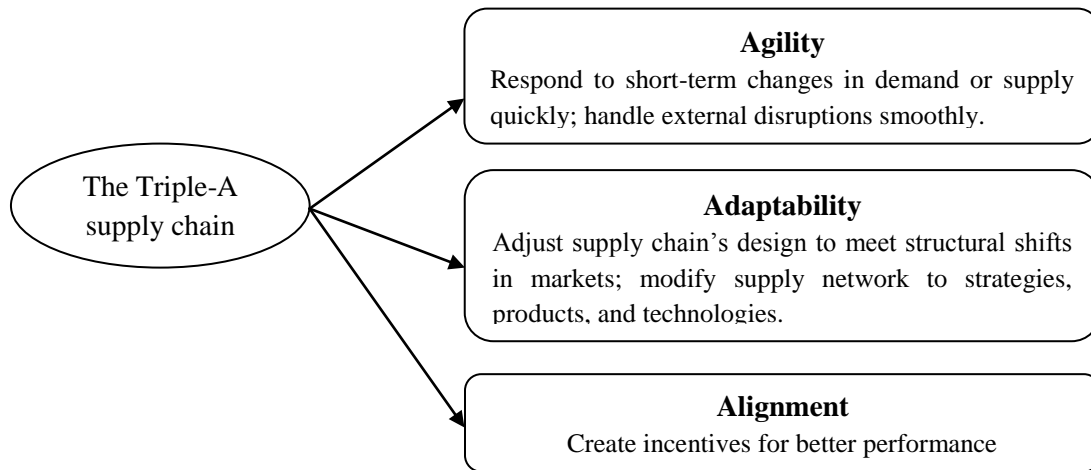 Agility
Respond to short-term changes in demand or supply
quickly; handle external disruptions smoothly.
The Triple-A
supply chain
Adaptability
Adjust supply chain’s design to meet structural shifts
in markets; modify supply network to strategies,
products, and technologies.
Alignment
Create incentives for better performance